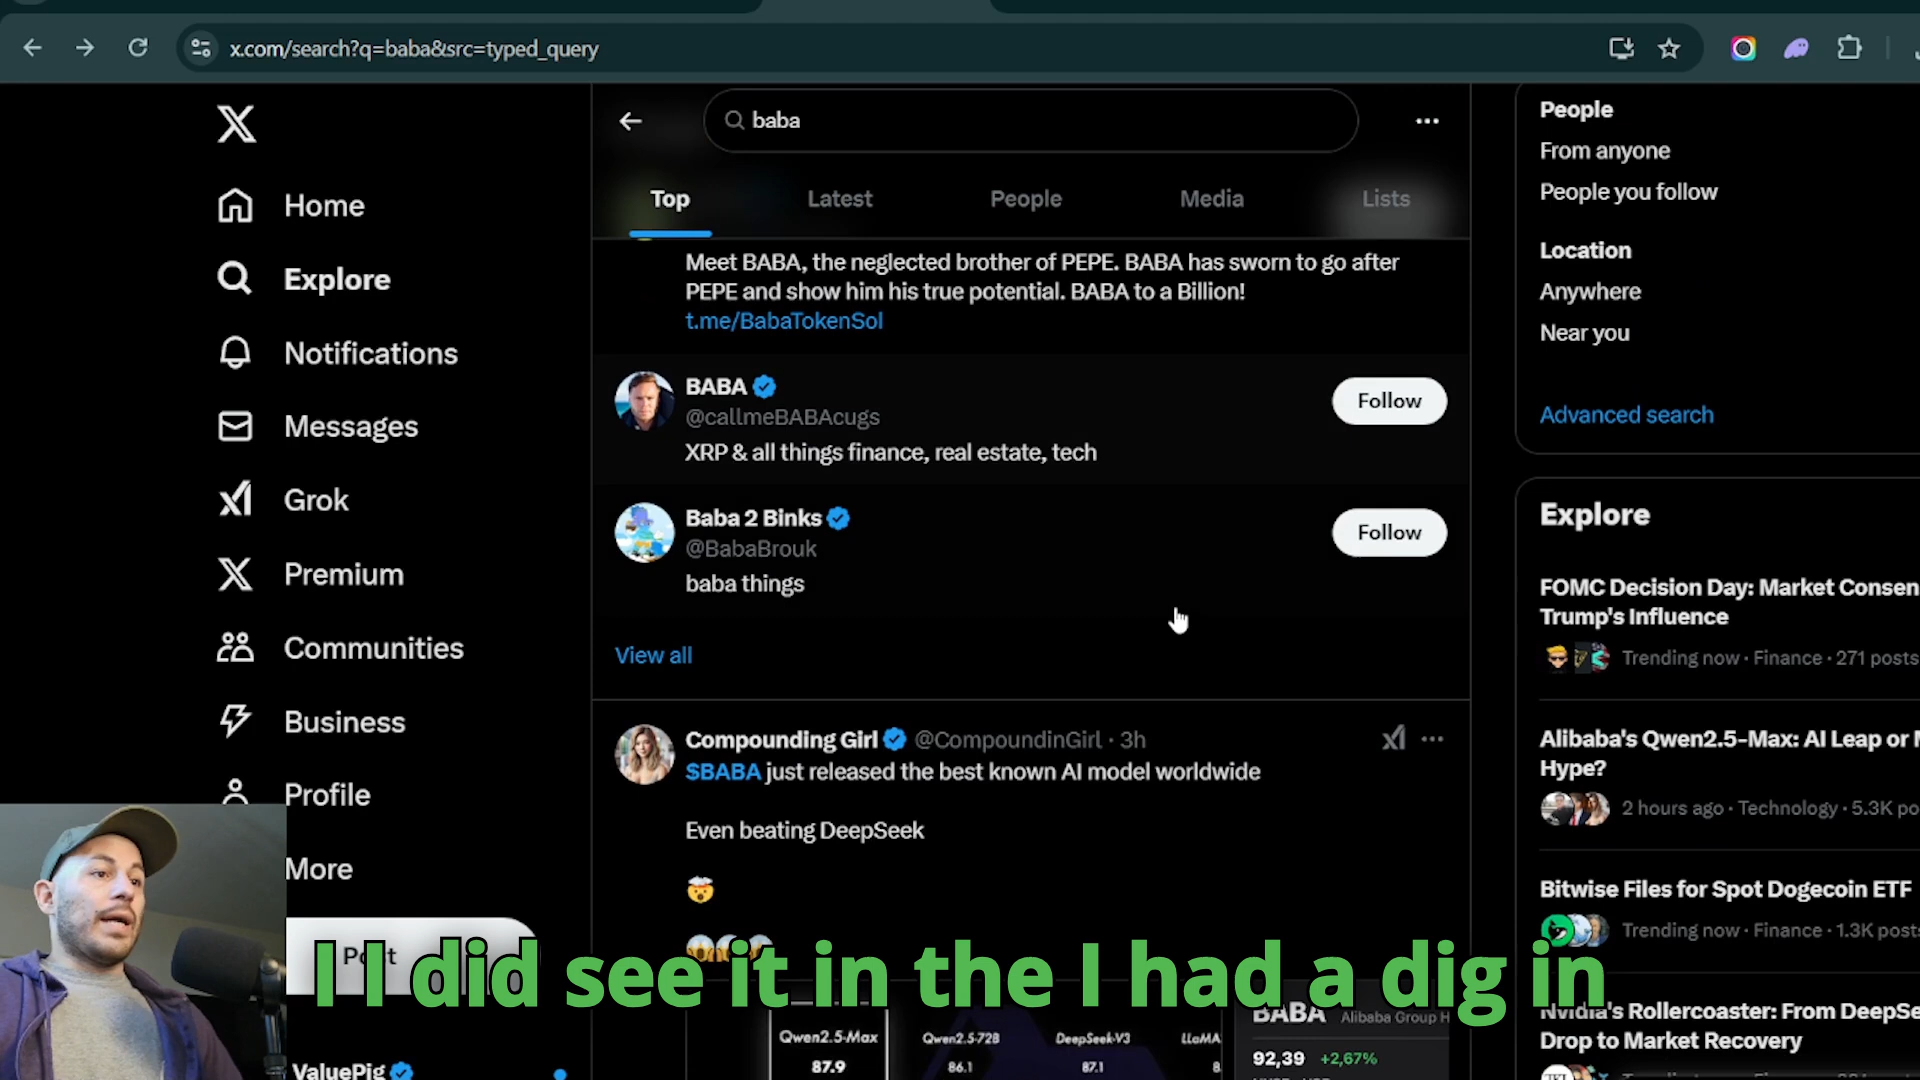 x.com/search?q=baba&src=typed_query
baba
Top
Latest
People
Media
Lists
Home
Explore
Notifications
Messages
Grok
Premium
Communities
Business
Profile
More
Post
ValuePig
Meet BABA, the neglected brother of PEPE. BABA has sworn to go after
PEPE and show him his true potential. BABA to a Billion!
t.me/BabaTokenSol
BABA
@callmeBABAcugs
XRP & all things finance, real estate, tech
Follow
Baba 2 Binks
@BabaBrouk
baba things
Follow
View all
Compounding Girl @CompoundinGirl · 3h
$BABA just released the best known AI model worldwide
Even beating DeepSeek
Qwen2.5-Max
87.9
Qwen2.5-72B
86.1
DeepSeek-V3
87.1
LLaMA
8
BABA Alibaba Group H
92,39 +2,67%
I I did see it in the I had a dig in
People
From anyone
People you follow
Location
Anywhere
Near you
Advanced search
Explore
FOMC Decision Day: Market Consen
Trump's Influence
Trending now · Finance · 271 posts
Alibaba's Qwen2.5-Max: AI Leap or M
Hype?
2 hours ago · Technology · 5.3K po
Bitwise Files for Spot Dogecoin ETF
Trending now · Finance · 1.3K posts
Nvidia's Rollercoaster: From DeepSe
Drop to Market Recovery